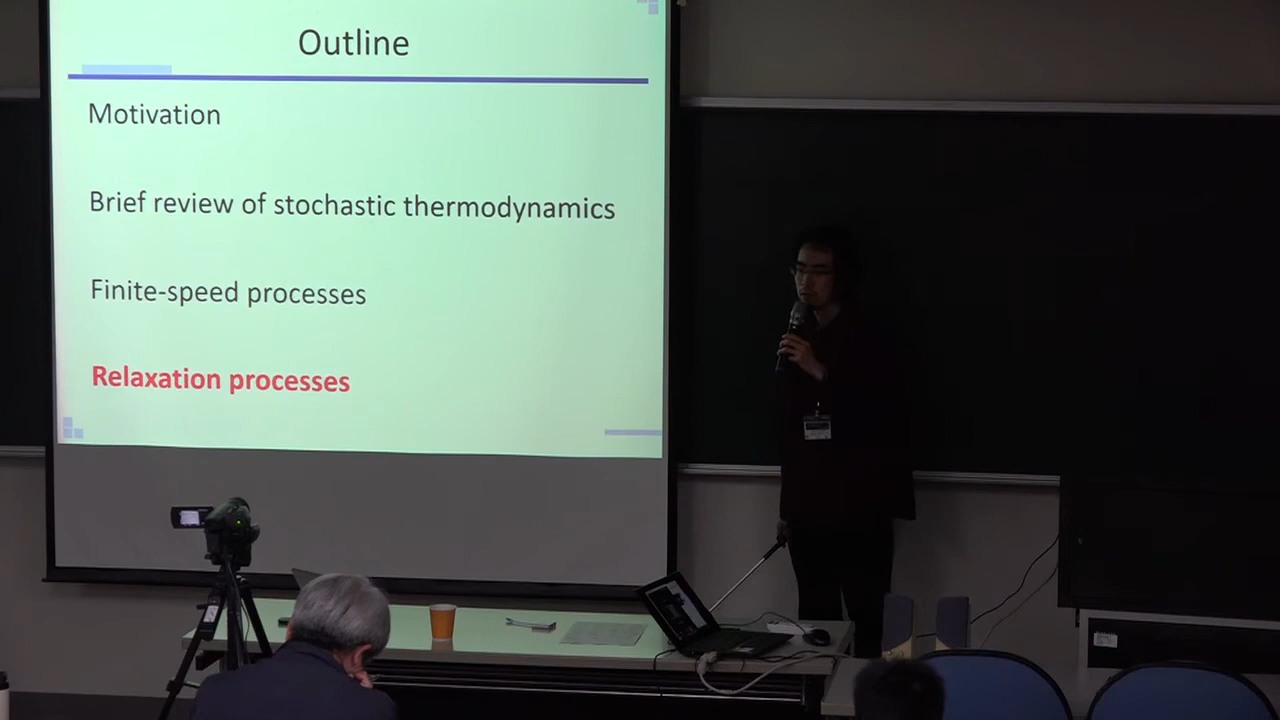 Outline
Motivation
Brief review of stochastic thermodynamics
Finite-speed processes
Relaxation processes